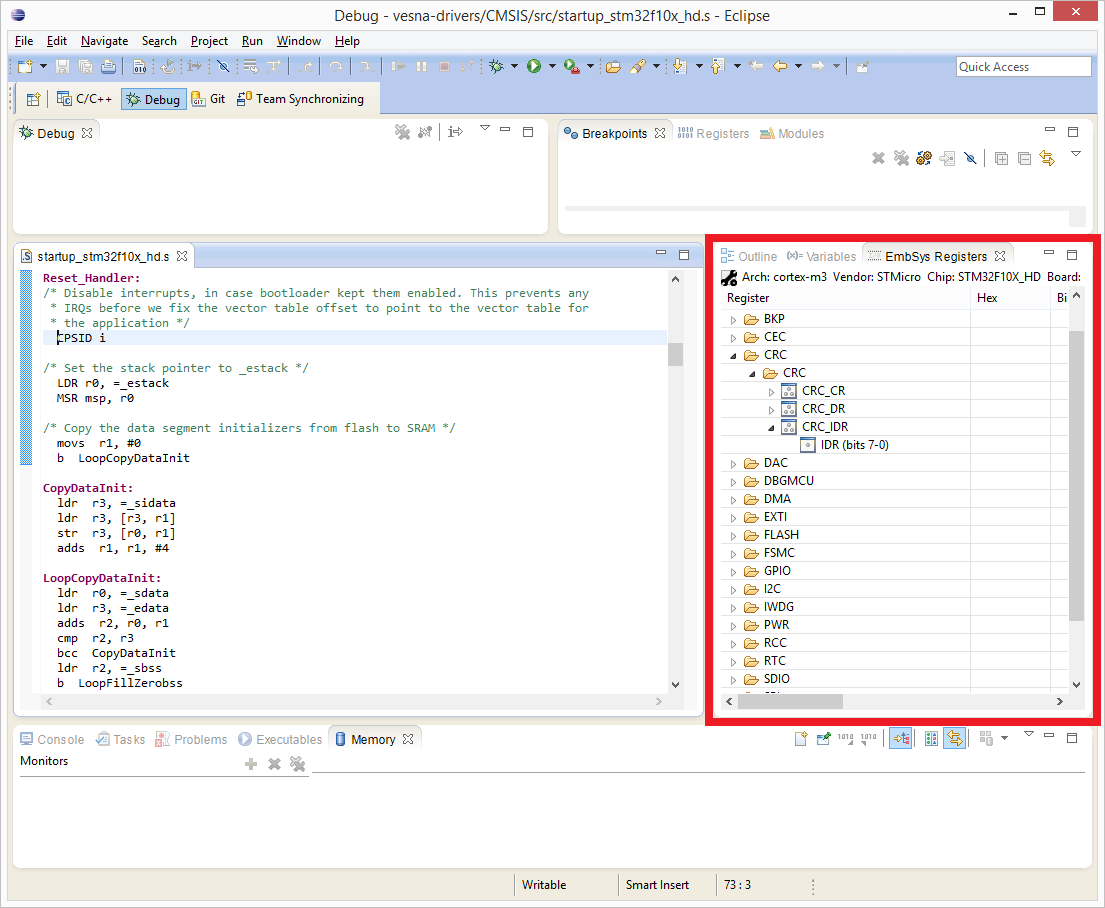 Debug - vesna-drivers/CMSIS/src/startup_stm32f10x_hd.s - Eclipse
File Edit Navigate Search Project Run Window Help
Quick Access
C/C++ Debug Git Team Synchronizing
Debug
Breakpoints Registers Modules
startup_stm32f10x_hd.s
Reset_Handler:
/* Disable interrupts, in case bootloader kept them enabled. This prevents any
* IRQs before we fix the vector table offset to point to the vector table for
* the application */
CPSID i
/* Set the stack pointer to _estack */
LDR r0, =_estack
MSR msp, r0
/* Copy the data segment initializers from flash to SRAM */
movs r1, #0
b LoopCopyDataInit
CopyDataInit:
ldr r3, =_sidata
ldr r3, [r3, r1]
str r3, [r0, r1]
adds r1, r1, #4
LoopCopyDataInit:
ldr r0, =_sdata
ldr r3, =_edata
adds r2, r0, r1
cmp r2, r3
bcc CopyDataInit
ldr r2, =_sbss
b LoopFillZerobss
Outline Variables EmbSys Registers
Arch: cortex-m3 Vendor: STMicro Chip: STM32F10X_HD Board:
Register Hex Bi
BKP
CEC
CRC
CRC
CRC_CR
CRC_DR
CRC_IDR
IDR (bits 7-0)
DAC
DBGMCU
DMA
EXTI
FLASH
FSMC
GPIO
I2C
IWDG
PWR
RCC
RTC
SDIO
Console Tasks Problems Executables Memory
Monitors
Writable Smart Insert 73 : 3